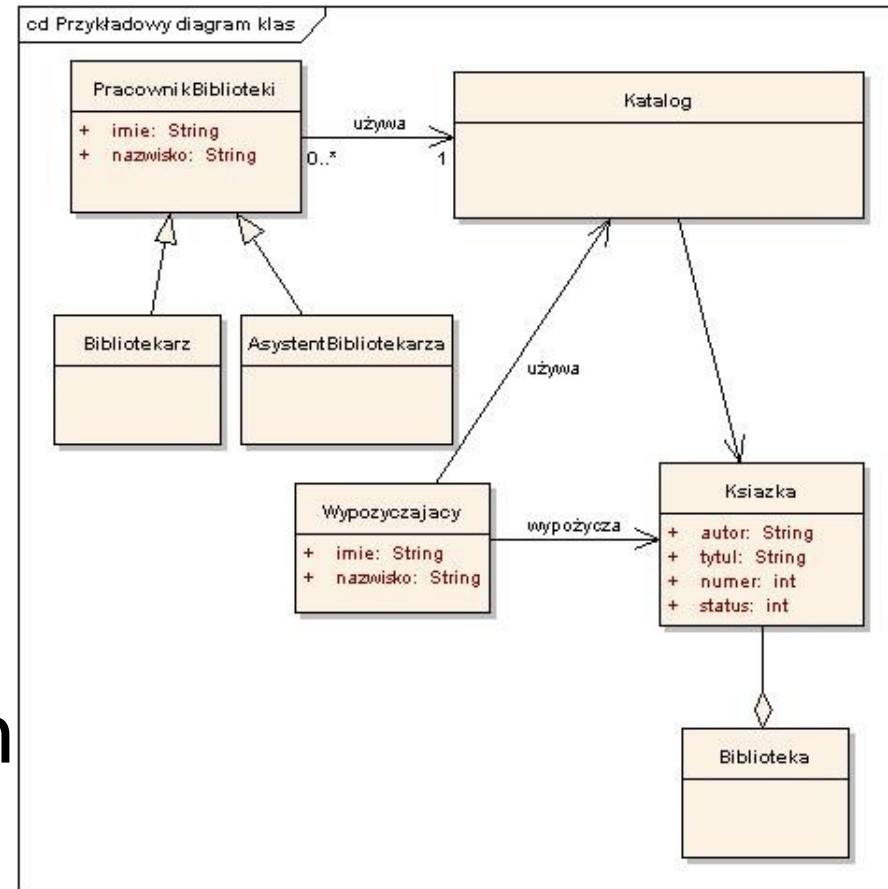 cd Przykładowy diagram klas
PracownikBiblioteki
+ imie: String
+ nazwisko: String
używa
0..*
1
Katalog
Bibliotekarz
AsystentBibliotekarza
używa
Wypozyczajacy
+ imie: String
+ nazwisko: String
wypożycza
Ksiazka
+ autor: String
+ tytul: String
+ numer: int
+ status: int
Biblioteka